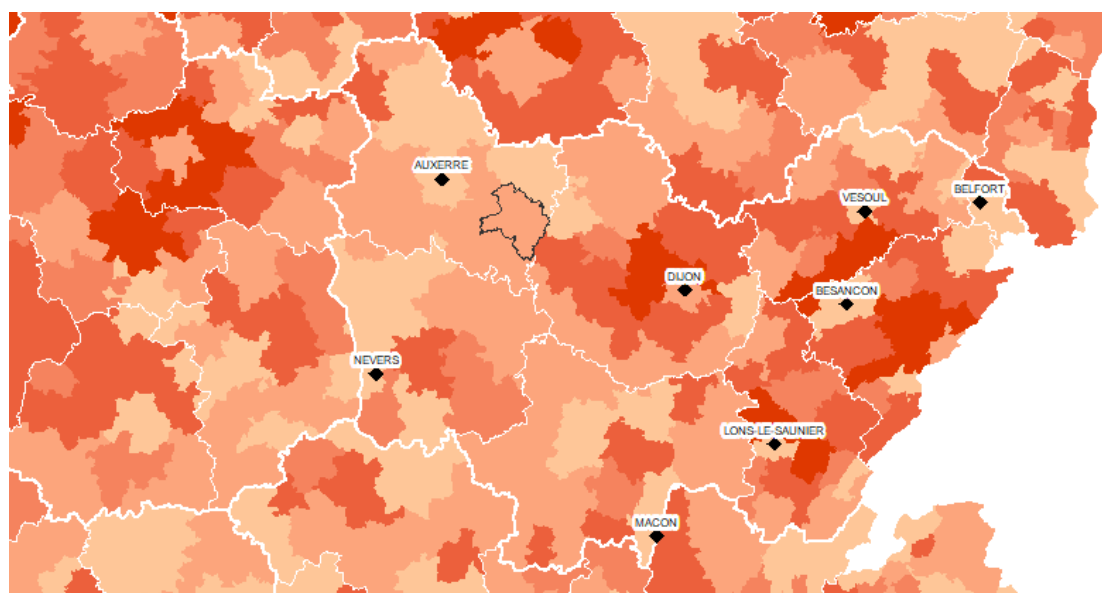 AUXERRE
BELFORT
VESOUL
DIJON
BESANCON
NEVERS
LONS-LE-SAUNIER
MACON